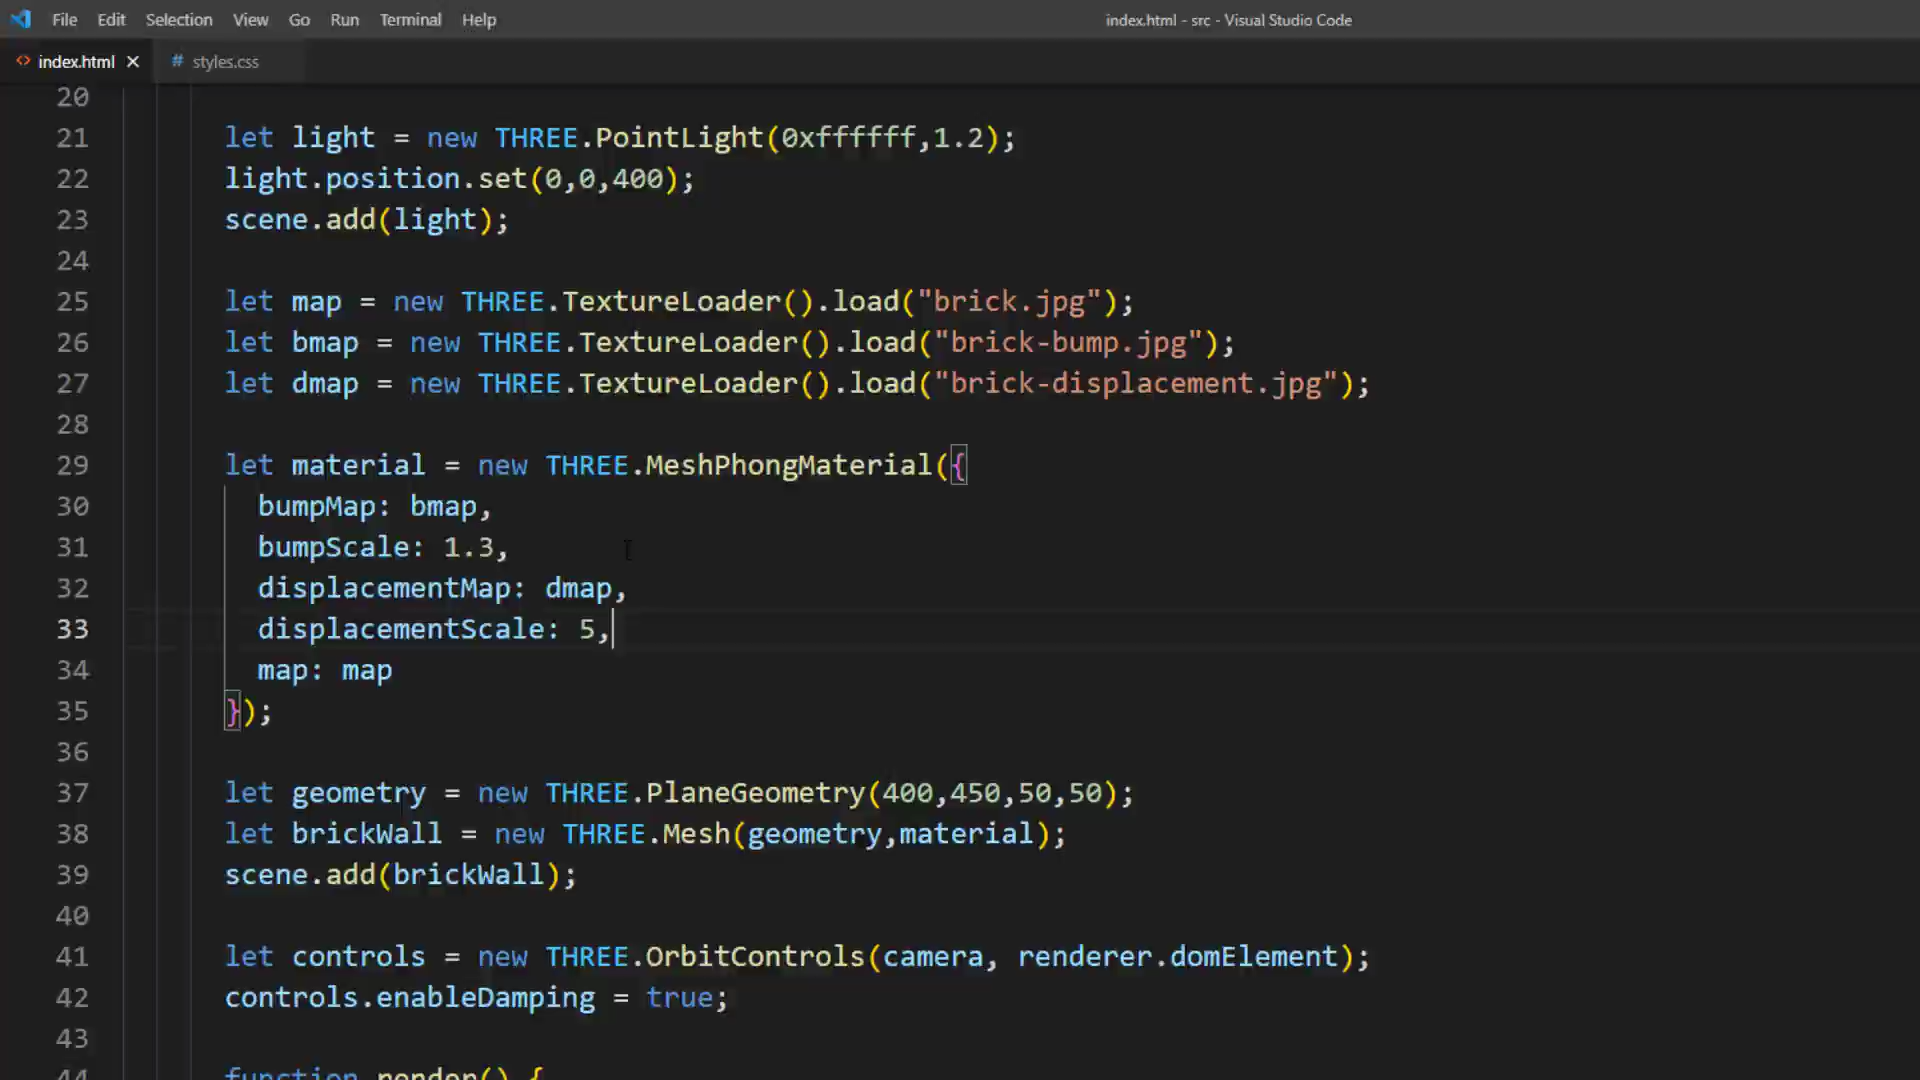 File Edit Selection View Go Run Terminal Help index.html - src - Visual Studio Code
index.html # styles.css
20
21 let light = new THREE.PointLight(0xffffff,1.2);
22 light.position.set(0,0,400);
23 scene.add(light);
24
25 let map = new THREE.TextureLoader().load("brick.jpg");
26 let bmap = new THREE.TextureLoader().load("brick-bump.jpg");
27 let dmap = new THREE.TextureLoader().load("brick-displacement.jpg");
28
29 let material = new THREE.MeshPhongMaterial({
30 bumpMap: bmap,
31 bumpScale: 1.3,
32 displacementMap: dmap,
33 displacementScale: 5,
34 map: map
35 });
36
37 let geometry = new THREE.PlaneGeometry(400,450,50,50);
38 let brickWall = new THREE.Mesh(geometry,material);
39 scene.add(brickWall);
40
41 let controls = new THREE.OrbitControls(camera, renderer.domElement);
42 controls.enableDamping = true;
43
44 function render() {